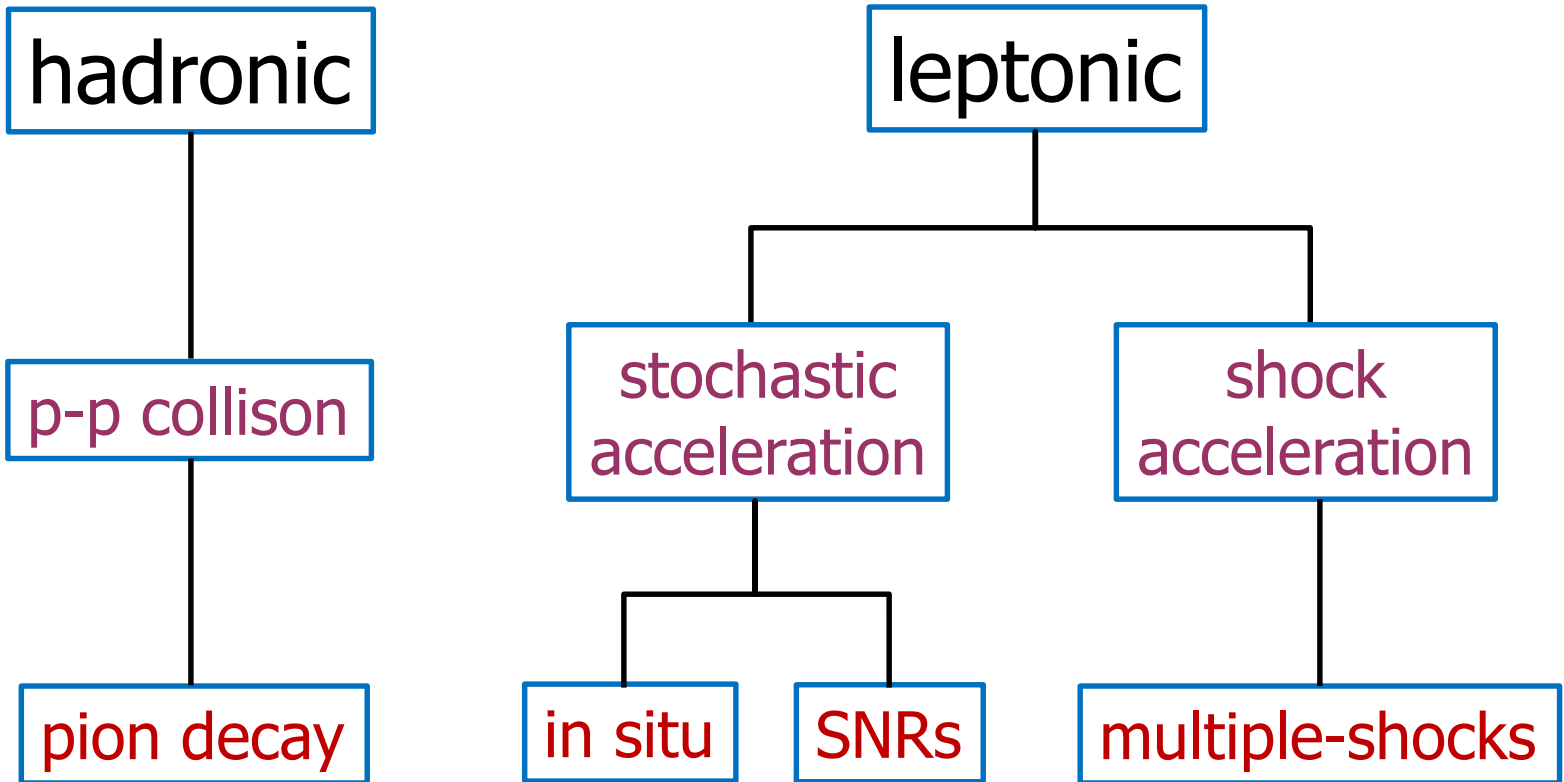 hadronic
leptonic
p-p collison
stochastic
acceleration
shock
acceleration
pion decay
in situ
SNRs
multiple-shocks